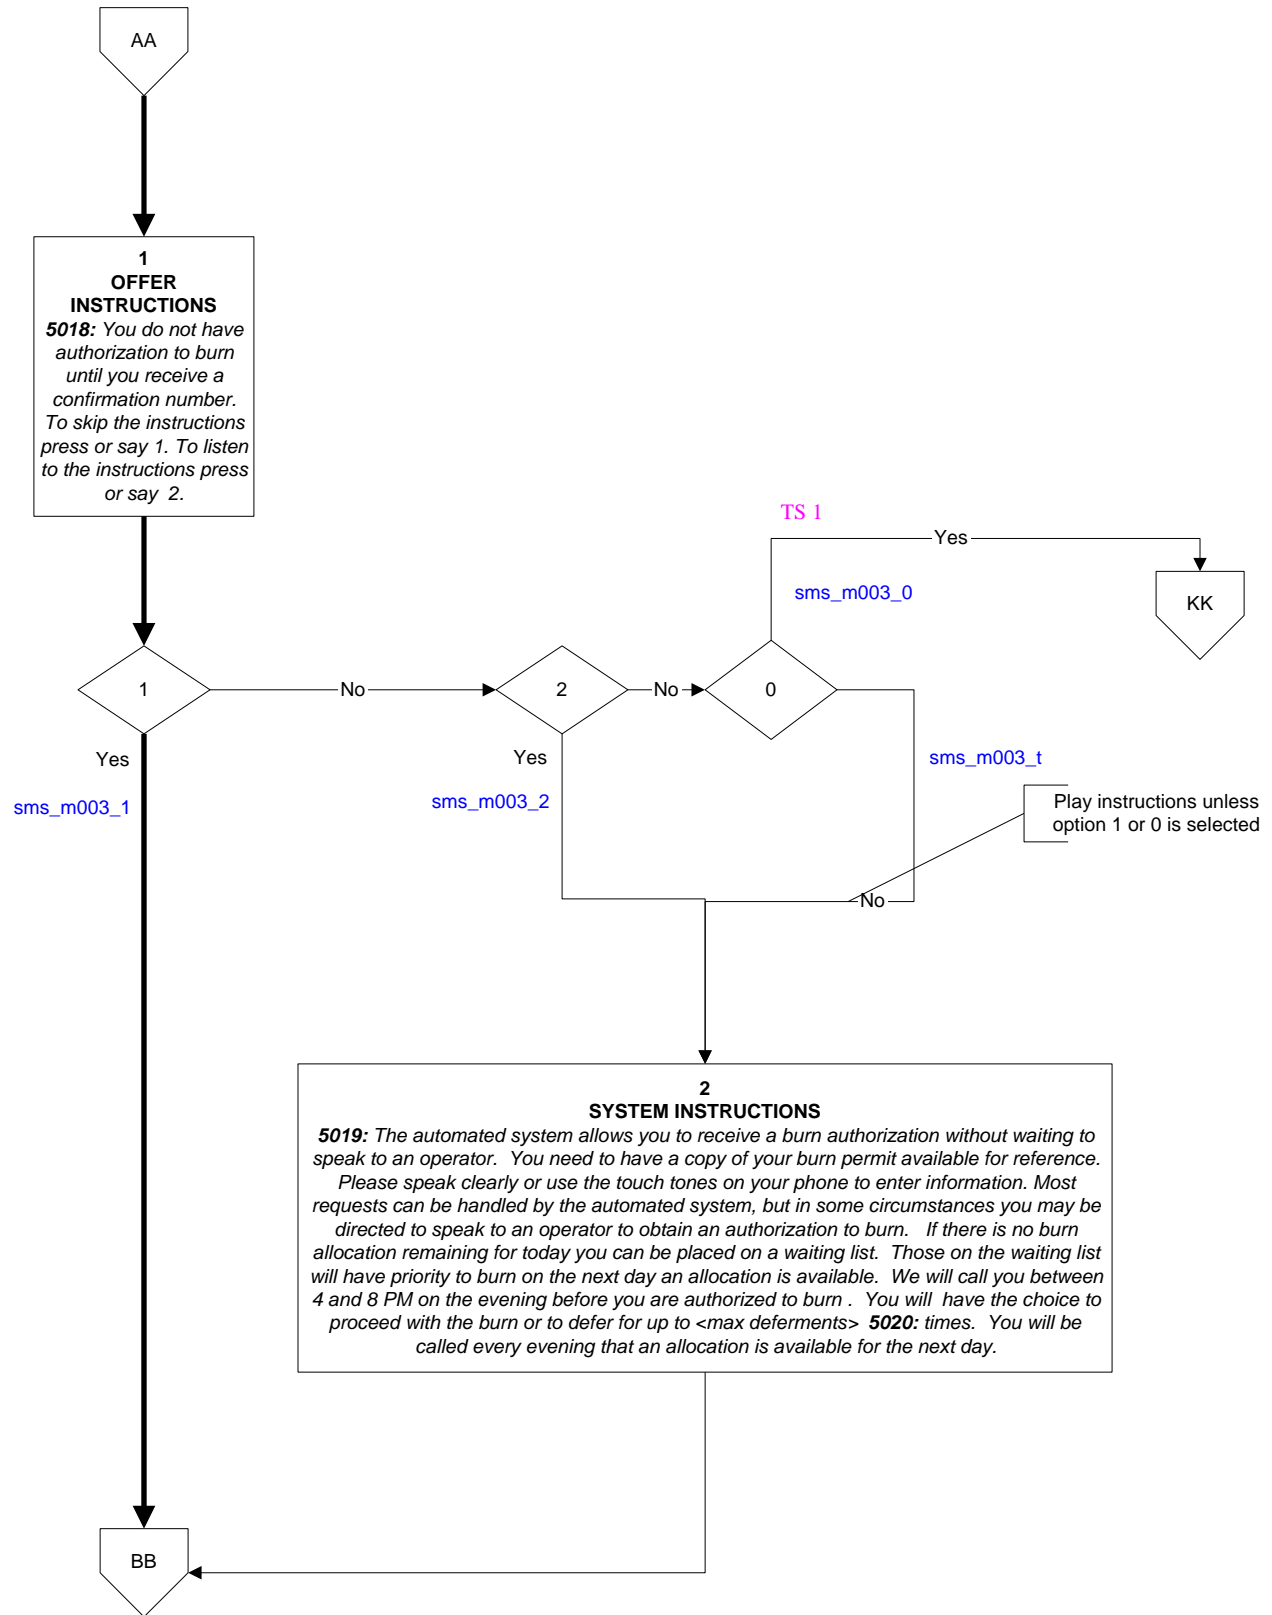 AA
1
OFFER
INSTRUCTIONS
5018: You do not have
authorization to burn
until you receive a
confirmation number.
To skip the instructions
press or say 1. To listen
to the instructions press
or say 2.
TS 1
Yes
sms_m003_0
KK
1
No
2
No
0
Yes
sms_m003_1
Yes
sms_m003_2
sms_m003_t
Play instructions unless
option 1 or 0 is selected
No
2
SYSTEM INSTRUCTIONS
5019: The automated system allows you to receive a burn authorization without waiting to
speak to an operator. You need to have a copy of your burn permit available for reference.
Please speak clearly or use the touch tones on your phone to enter information. Most
requests can be handled by the automated system, but in some circumstances you may be
directed to speak to an operator to obtain an authorization to burn. If there is no burn
allocation remaining for today you can be placed on a waiting list. Those on the waiting list
will have priority to burn on the next day an allocation is available. We will call you between
4 and 8 PM on the evening before you are authorized to burn . You will have the choice to
proceed with the burn or to defer for up to <max deferments> 5020: times. You will be
called every evening that an allocation is available for the next day.
BB